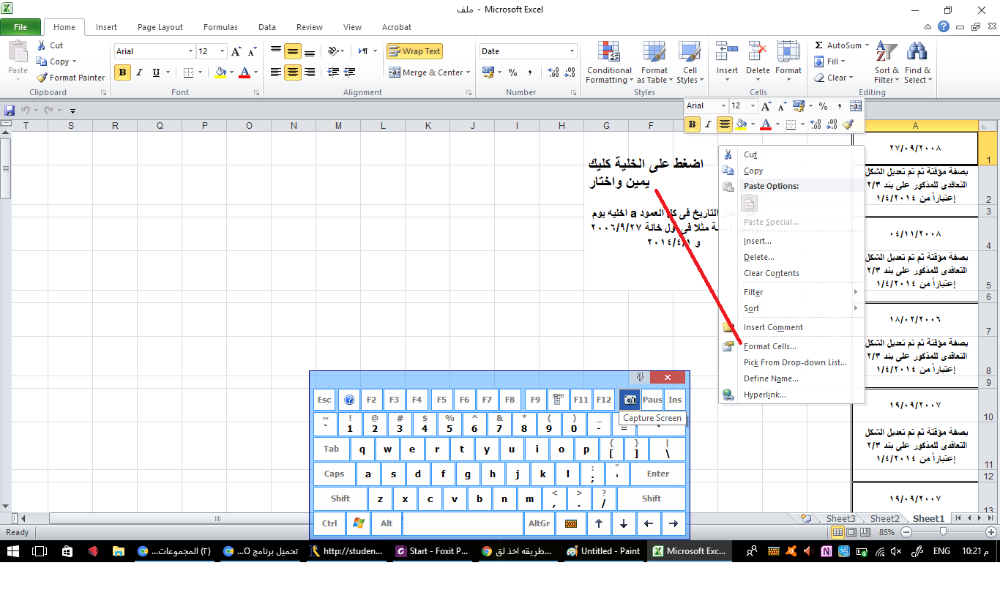 ملف - Microsoft Excel
File Home Insert Page Layout Formulas Data Review View Acrobat
Cut
Copy
Format Painter
Paste
Clipboard
Arial 12
B I U
Font
Wrap Text
Merge & Center
Alignment
Date
% ,
Number
Conditional Formatting
Format as Table
Cell Styles
Styles
Insert Delete Format
Cells
Σ AutoSum
Fill
Clear
Sort & Filter
Find & Select
Editing
Arial 12
% ,
B I
T S R Q P O N M L K J I H G F A
اضغط على الخلية كليك
يمين واختار
التاريخ فى كل العمود a اخليه يوم
سنة مثلا فى اول خانة ٢٠٠٦/٩/٢٧
و ٢٠١٤/٤/١
Cut
Copy
Paste Options:
Paste Special...
Insert...
Delete...
Clear Contents
Filter
Sort
Insert Comment
Format Cells...
Pick From Drop-down List...
Define Name...
Hyperlink...
٢٧/٠٩/٢٠٠٨
1
بصفة مؤقتة ثم تم تعديل الشكل
التعاقدى للمذكور على بند ٢/٣
إعتباراً من ١/٤/٢٠١٤
2
3
٠٤/١١/٢٠٠٨
4
بصفة مؤقتة ثم تم تعديل الشكل
التعاقدى للمذكور على بند ٢/٣
إعتباراً من ١/٤/٢٠١٤
5
6
١٨/٠٢/٢٠٠٦
7
بصفة مؤقتة ثم تم تعديل الشكل
التعاقدى للمذكور على بند ٢/٣
إعتباراً من ١/٤/٢٠١٤
8
9
١٩/٠٩/٢٠٠٧
10
بصفة مؤقتة ثم تم تعديل الشكل
التعاقدى للمذكور على بند ٢/٣
إعتباراً من ١/٤/٢٠١٤
11
12
١٩/٠٩/٢٠٠٧
13
Esc F2 F3 F4 F5 F6 F7 F8 F9 F11 F12 Paus Ins
Capture Screen
~ ! @ # $ % ^ & * ( ) _
` 1 2 3 4 5 6 7 8 9 0 - =
Tab q w e r t y u i o p { [ } ] | \
Caps a s d f g h j k l : ; " ' Enter
Shift z x c v b n m < , > . ? / Shift
Ctrl Alt AltGr
Sheet3 Sheet2 Sheet1
Ready
85%
المجموعات (T)
تحميل برنامج O...
http://studen...
Start - Foxit P...
طريقه اخذ لق...
Untitled - Paint
Microsoft Exc...
ENG
10:21 م